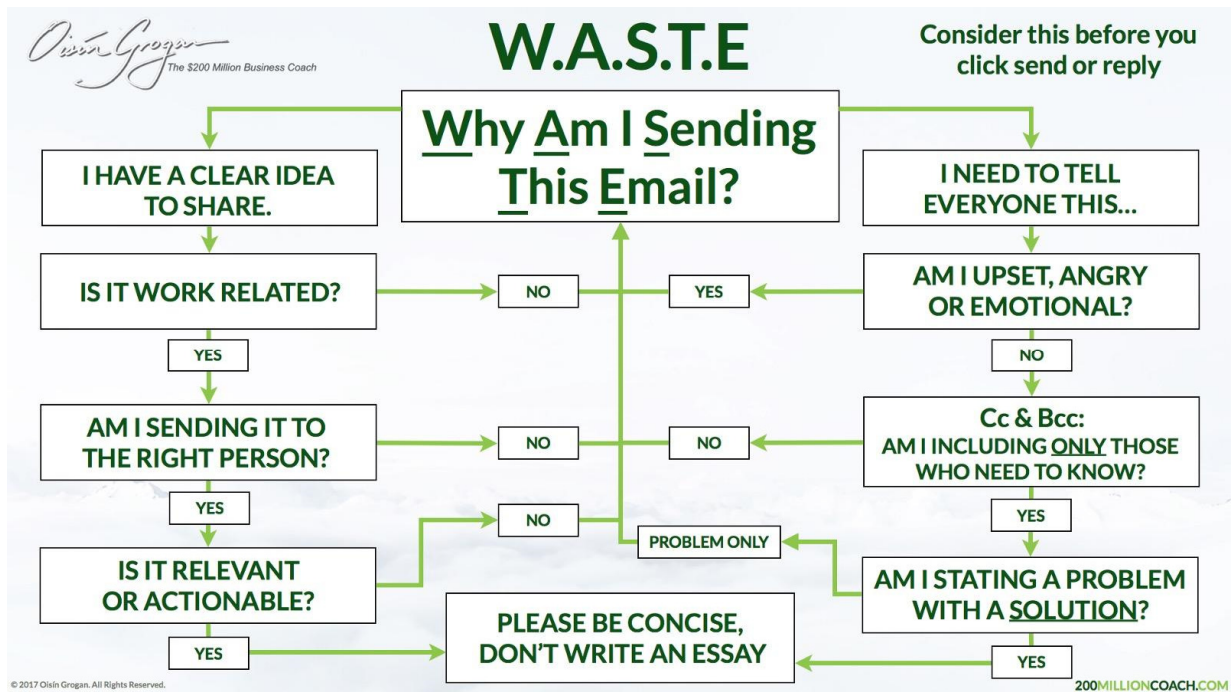 Oisín Grogan
The $200 Million Business Coach
W.A.S.T.E
Consider this before you
click send or reply
Why Am I Sending
This Email?
I HAVE A CLEAR IDEA
TO SHARE.
I NEED TO TELL
EVERYONE THIS...
IS IT WORK RELATED?
NO
YES
AM I UPSET, ANGRY
OR EMOTIONAL?
YES
NO
AM I SENDING IT TO
THE RIGHT PERSON?
NO
NO
Cc & Bcc:
AM I INCLUDING ONLY THOSE
WHO NEED TO KNOW?
YES
NO
YES
PROBLEM ONLY
IS IT RELEVANT
OR ACTIONABLE?
AM I STATING A PROBLEM
WITH A SOLUTION?
PLEASE BE CONCISE,
DON'T WRITE AN ESSAY
YES
YES
© 2017 Oisín Grogan. All Rights Reserved.
200MILLIONCOACH.COM